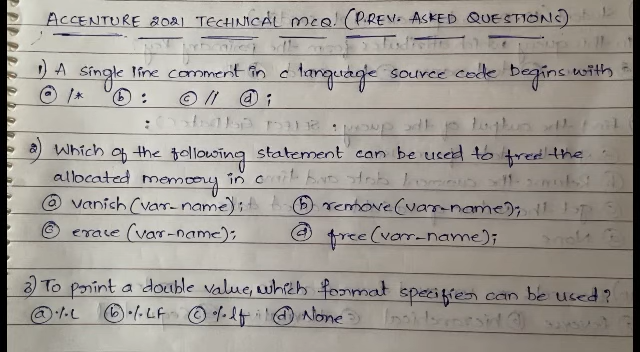 ACCENTURE 2021 TECHNICAL MCQ (PREV. ASKED QUESTIONS)
1) A single line comment in c language source code begins with
(a) /* (b) : (c) // (d) ;
2) Which of the following statement can be used to free the
allocated memory in c
(a) vanish(var-name); (b) remove(var-name);
(c) erace (var-name); (d) free(var-name);
3) To print a double value, which format specifier can be used?
(a) %L (b) %LF (c) %lf (d) None